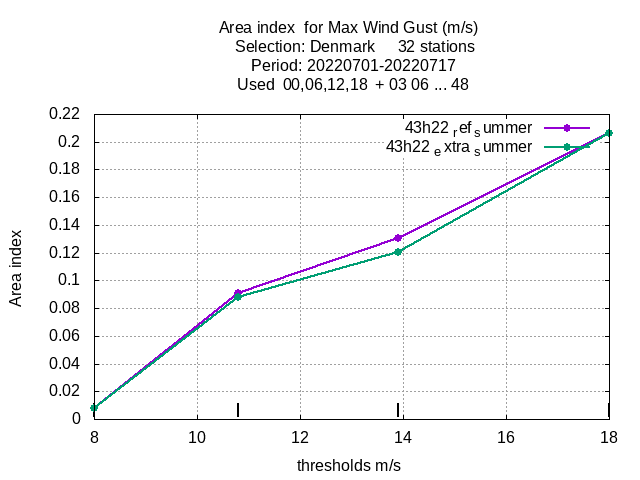 Area index  for Max Wind Gust (m/s)
Selection: Denmark     32 stations
Period: 20220701-20220717
Used  00,06,12,18  + 03 06 ... 48
0.22
0.2
0.18
0.16
0.14
0.12
0.1
0.08
0.06
0.04
0.02
0
Area index
43h22 ref summer
43h22 extra summer
8 10 12 14 16 18
thresholds m/s